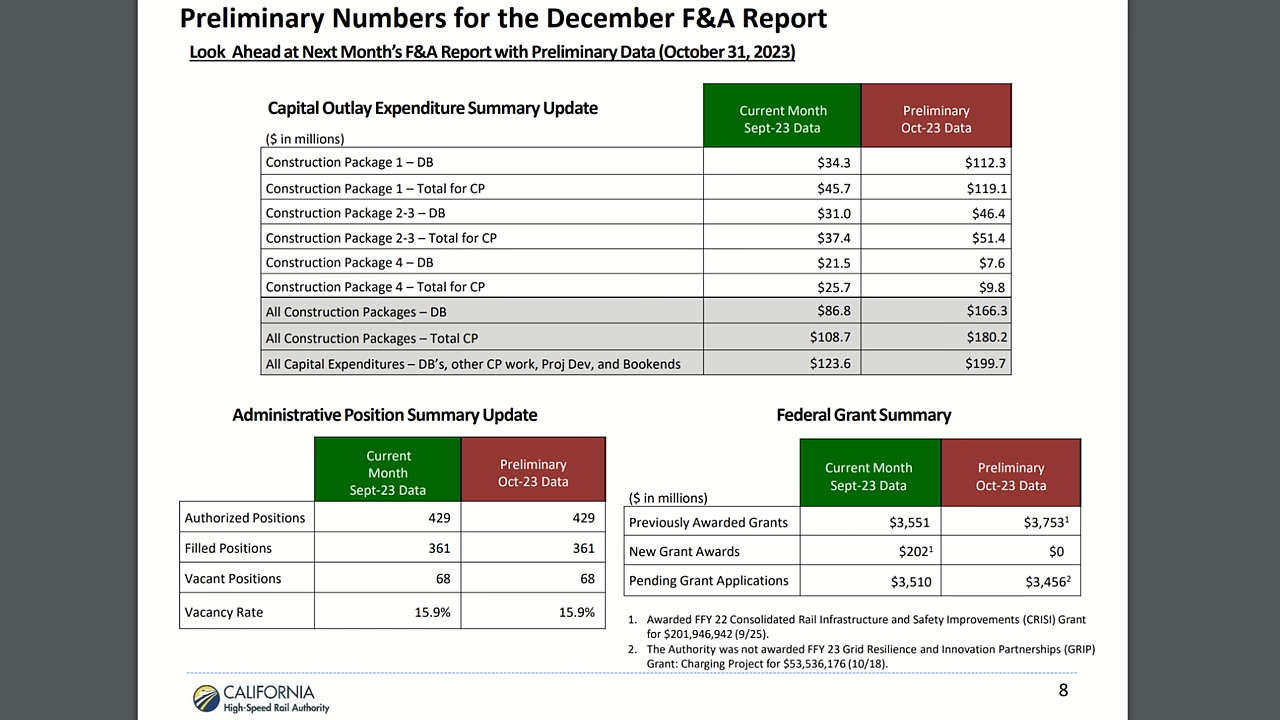 Preliminary Numbers for the December F&A Report
Look Ahead at Next Month's F&A Report with Preliminary Data (October 31, 2023)
Capital Outlay Expenditure Summary Update
($ in millions)
Current Month
Sept-23 Data
Preliminary
Oct-23 Data
Construction Package 1 – DB $34.3 $112.3
Construction Package 1 – Total for CP $45.7 $119.1
Construction Package 2-3 – DB $31.0 $46.4
Construction Package 2-3 – Total for CP $37.4 $51.4
Construction Package 4 – DB $21.5 $7.6
Construction Package 4 – Total for CP $25.7 $9.8
All Construction Packages – DB $86.8 $166.3
All Construction Packages – Total CP $108.7 $180.2
All Capital Expenditures – DB's, other CP work, Proj Dev, and Bookends $123.6 $199.7
Administrative Position Summary Update
Current
Month
Sept-23 Data
Preliminary
Oct-23 Data
Authorized Positions 429 429
Filled Positions 361 361
Vacant Positions 68 68
Vacancy Rate 15.9% 15.9%
Federal Grant Summary
($ in millions)
Current Month
Sept-23 Data
Preliminary
Oct-23 Data
Previously Awarded Grants $3,551 $3,753¹
New Grant Awards $202¹ $0
Pending Grant Applications $3,510 $3,456²
1. Awarded FFY 22 Consolidated Rail Infrastructure and Safety Improvements (CRISI) Grant
for $201,946,942 (9/25).
2. The Authority was not awarded FFY 23 Grid Resilience and Innovation Partnerships (GRIP)
Grant: Charging Project for $53,536,176 (10/18).
CALIFORNIA
High-Speed Rail Authority
8